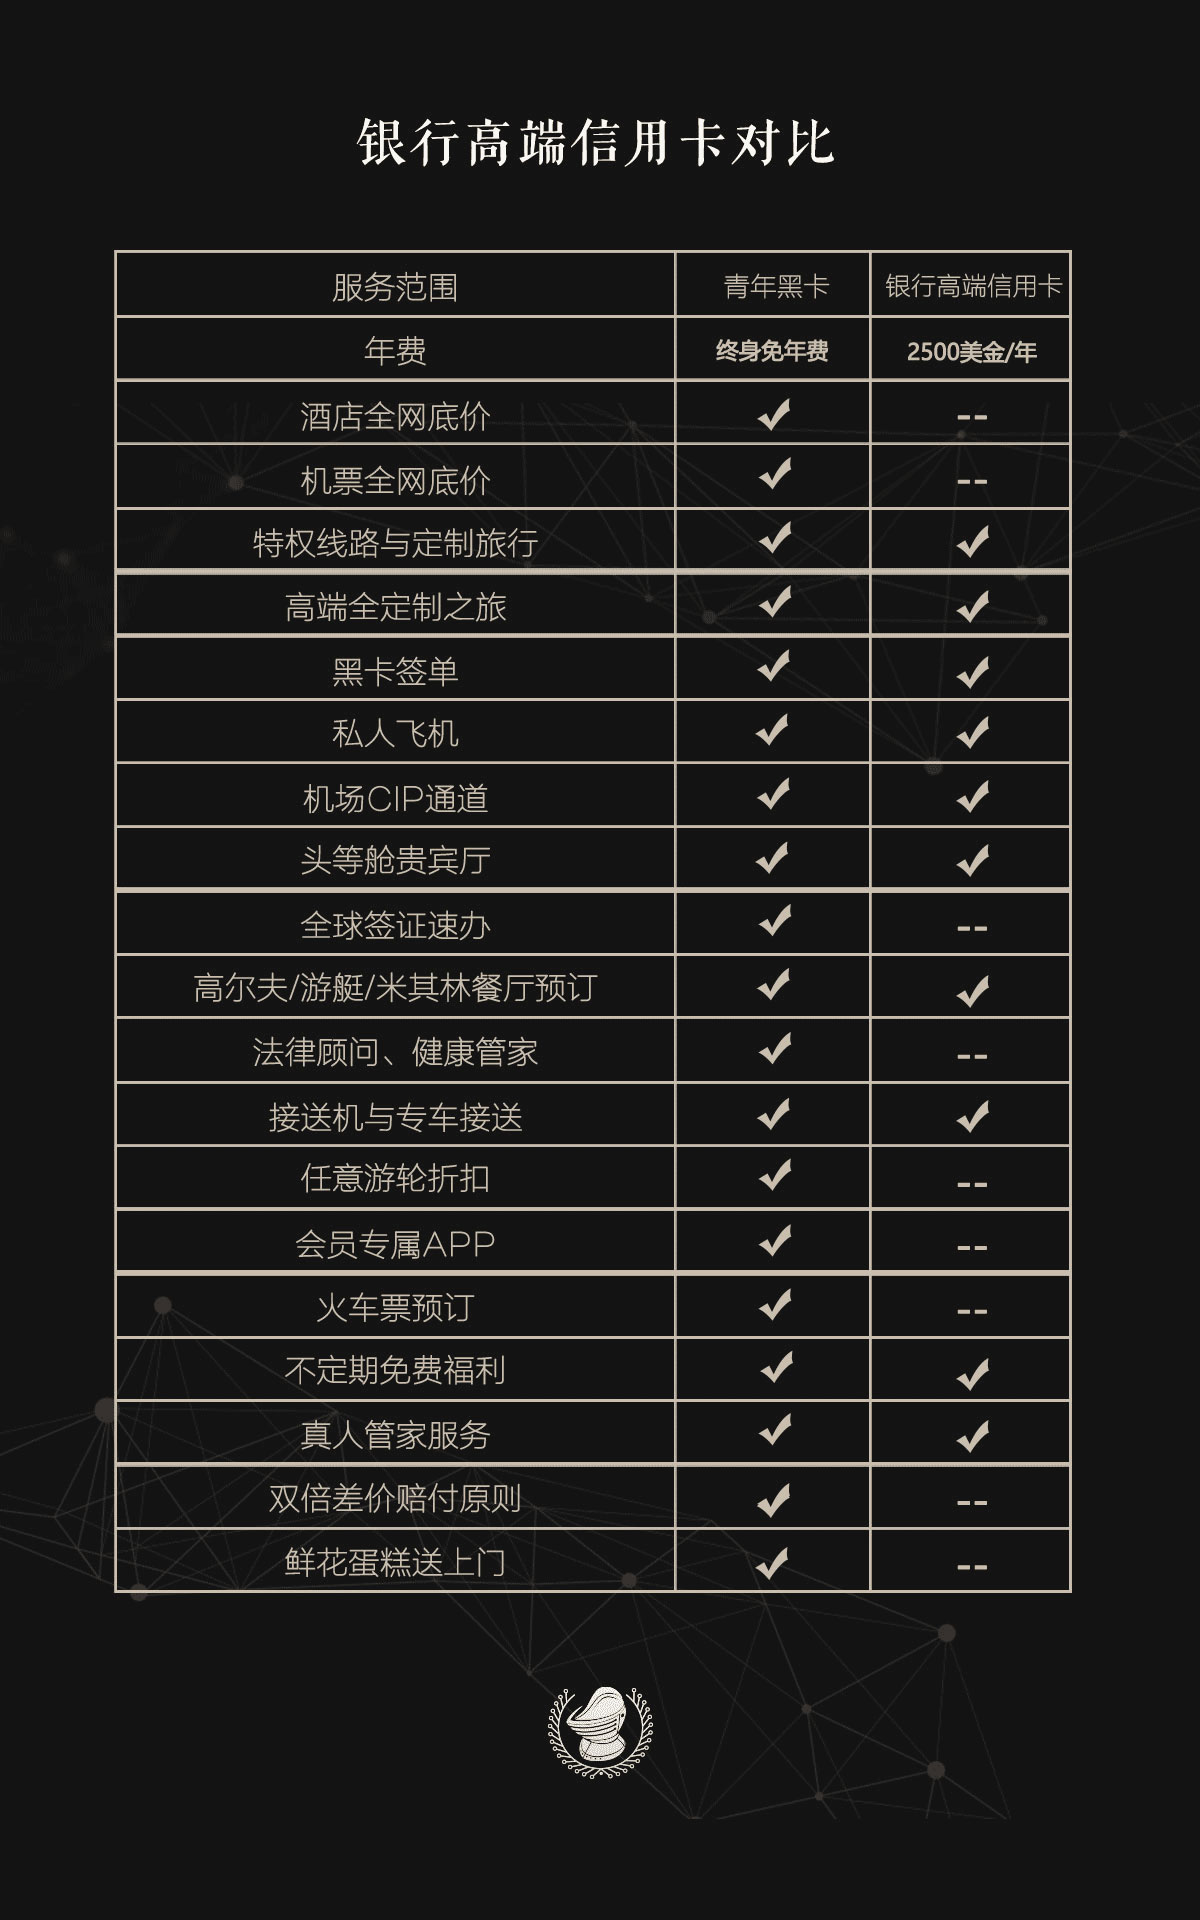 银行高端信用卡对比
服务范围 青年黑卡 银行高端信用卡
年费 终身免年费 2500美金/年
酒店全网底价 ✓ --
机票全网底价 ✓ --
特权线路与定制旅行 ✓ ✓
高端全定制之旅 ✓ ✓
黑卡签单 ✓ ✓
私人飞机 ✓ ✓
机场CIP通道 ✓ ✓
头等舱贵宾厅 ✓ ✓
全球签证速办 ✓ --
高尔夫/游艇/米其林餐厅预订 ✓ ✓
法律顾问、健康管家 ✓ --
接送机与专车接送 ✓ ✓
任意游轮折扣 ✓ --
会员专属APP ✓ --
火车票预订 ✓ --
不定期免费福利 ✓ ✓
真人管家服务 ✓ ✓
双倍差价赔付原则 ✓ --
鲜花蛋糕送上门 ✓ --